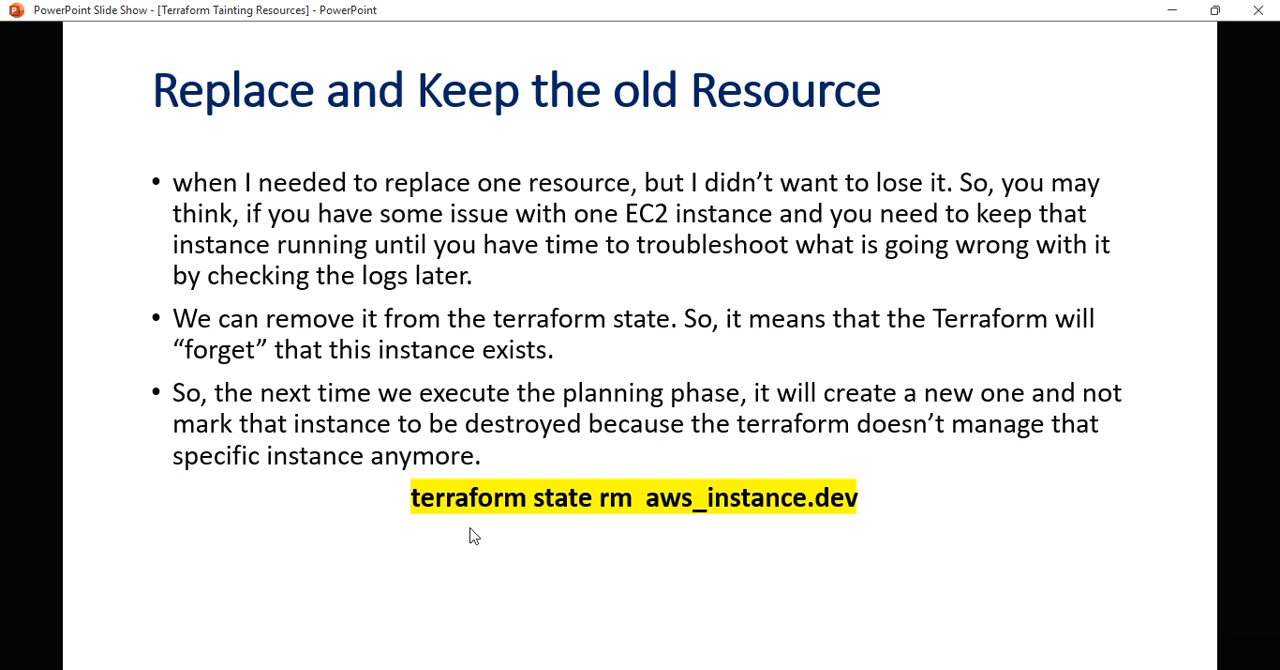 PowerPoint Slide Show - [Terraform Tainting Resources] - PowerPoint
Replace and Keep the old Resource
• when I needed to replace one resource, but I didn’t want to lose it. So, you may
think, if you have some issue with one EC2 instance and you need to keep that
instance running until you have time to troubleshoot what is going wrong with it
by checking the logs later.
• We can remove it from the terraform state. So, it means that the Terraform will
“forget” that this instance exists.
• So, the next time we execute the planning phase, it will create a new one and not
mark that instance to be destroyed because the terraform doesn’t manage that
specific instance anymore.
terraform state rm  aws_instance.dev